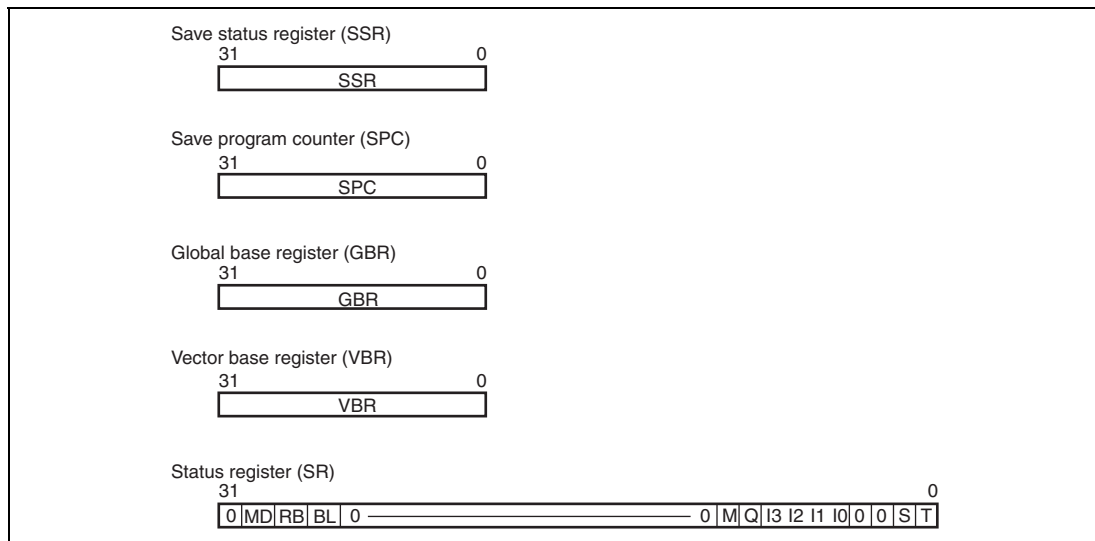 Save status register (SSR)
31 0
SSR
Save program counter (SPC)
31 0
SPC
Global base register (GBR)
31 0
GBR
Vector base register (VBR)
31 0
VBR
Status register (SR)
31 0
0 MD RB BL 0 0 M Q I3 I2 I1 I0 0 0 S T